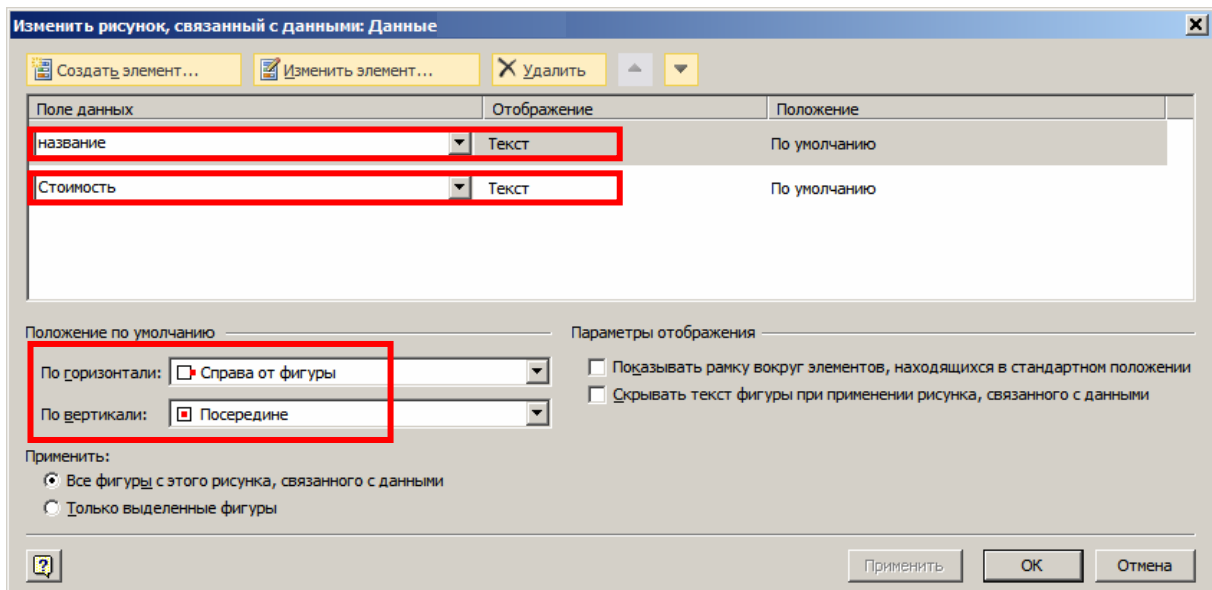 Изменить рисунок, связанный с данными: Данные
Создать элемент... Изменить элемент... Удалить
Поле данных Отображение Положение
название Текст По умолчанию
Стоимость Текст По умолчанию
Положение по умолчанию Параметры отображения
По горизонтали: Справа от фигуры Показывать рамку вокруг элементов, находящихся в стандартном положении
Скрывать текст фигуры при применении рисунка, связанного с данными
По вертикали: Посередине
Применить:
Все фигуры с этого рисунка, связанного с данными
Только выделенные фигуры
Применить OK Отмена